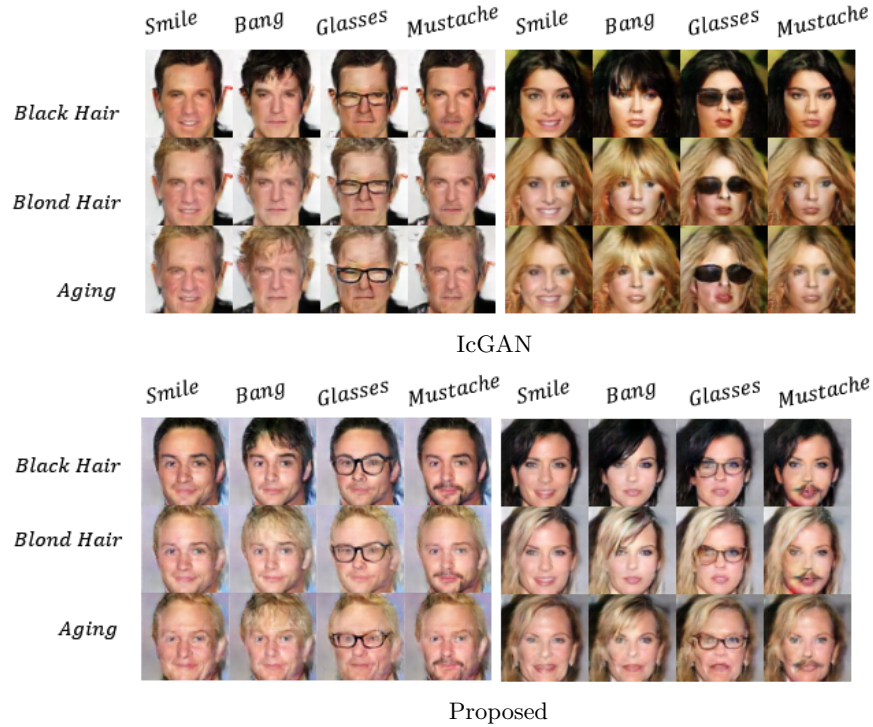 Smile Bang Glasses Mustache Smile Bang Glasses Mustache
Black Hair
Blond Hair
Aging
IcGAN
Smile Bang Glasses Mustache Smile Bang Glasses Mustache
Black Hair
Blond Hair
Aging
Proposed